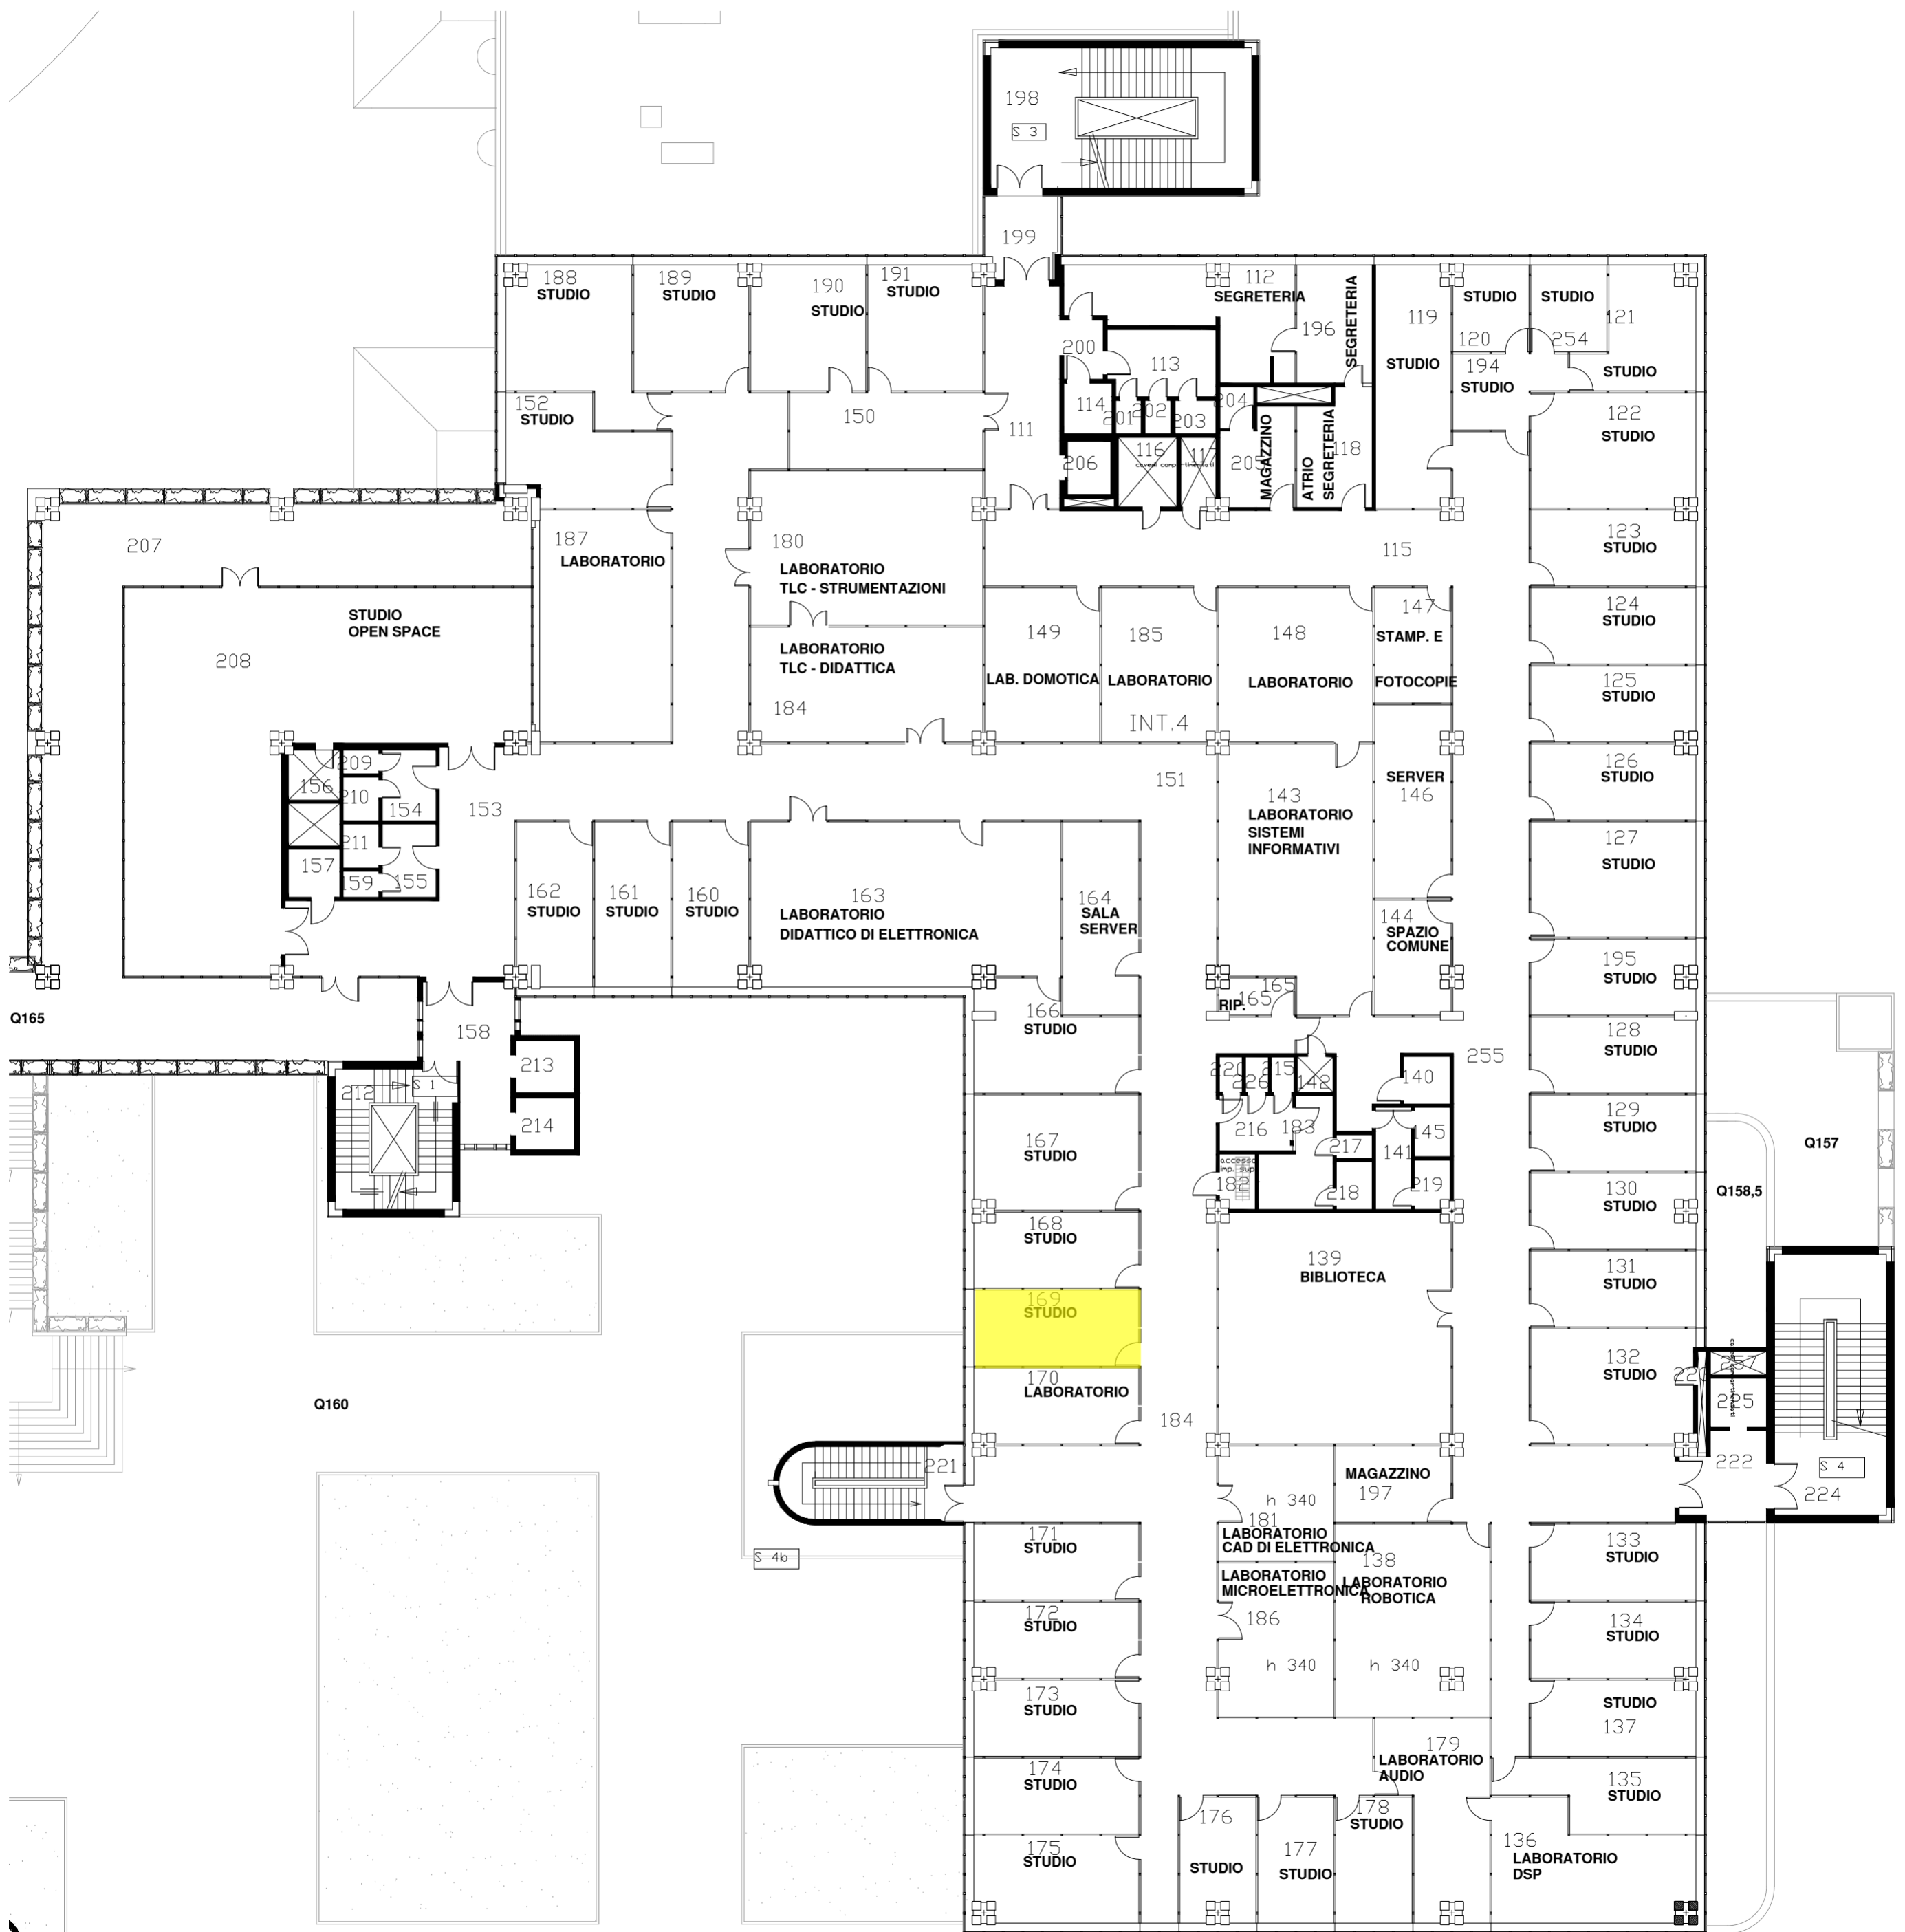 198
S 3
199
188
STUDIO
189
STUDIO
190
STUDIO
191
STUDIO
112
SEGRETERIA
196
SEGRETERIA
119
STUDIO
STUDIO
120
STUDIO
254
121
STUDIO
194
STUDIO
200
113
114
201
202
203
204
152
STUDIO
150
111
206
116
117
205
MAGAZZINO
ATRIO
SEGRETERIA
118
122
STUDIO
207
187
LABORATORIO
180
LABORATORIO
TLC - STRUMENTAZIONI
115
123
STUDIO
STUDIO
OPEN SPACE
208
LABORATORIO
TLC - DIDATTICA
184
149
LAB. DOMOTICA
185
LABORATORIO
INT.4
148
LABORATORIO
147
STAMP. E
FOTOCOPIE
124
STUDIO
125
STUDIO
156
209
210
154
153
211
157
159
155
151
143
LABORATORIO
SISTEMI
INFORMATIVI
SERVER
146
126
STUDIO
127
STUDIO
162
STUDIO
161
STUDIO
160
STUDIO
163
LABORATORIO
DIDATTICO DI ELETTRONICA
164
SALA
SERVER
144
SPAZIO
COMUNE
195
STUDIO
Q165
158
213
214
212
S 1
166
STUDIO
RIP.
165
165
255
128
STUDIO
220
226
215
142
140
216
183
217
141
145
accesso
imp. sup
182
218
219
167
STUDIO
129
STUDIO
Q157
130
STUDIO
Q158,5
168
STUDIO
139
BIBLIOTECA
131
STUDIO
169
STUDIO
170
LABORATORIO
132
STUDIO
225
Q160
184
221
222
S 4
224
MAGAZZINO
197
h 340
181
LABORATORIO
CAD DI ELETTRONICA
S 4b
171
STUDIO
138
LABORATORIO
ROBOTICA
LABORATORIO
MICROELETTRONICA
186
133
STUDIO
172
STUDIO
134
STUDIO
h 340
h 340
173
STUDIO
STUDIO
137
174
STUDIO
179
LABORATORIO
AUDIO
135
STUDIO
175
STUDIO
176
STUDIO
177
STUDIO
178
STUDIO
136
LABORATORIO
DSP